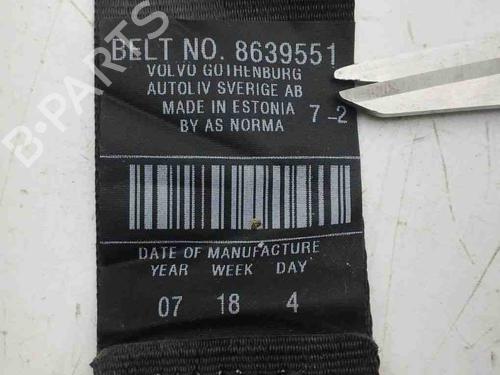 BELT NO. 8639551
VOLVO GOTHENBURG
AUTOLIV SVERIGE AB
MADE IN ESTONIA
BY AS NORMA
7-2
DATE OF MANUFACTURE
YEAR WEEK DAY
07 18 4
B-PARTS